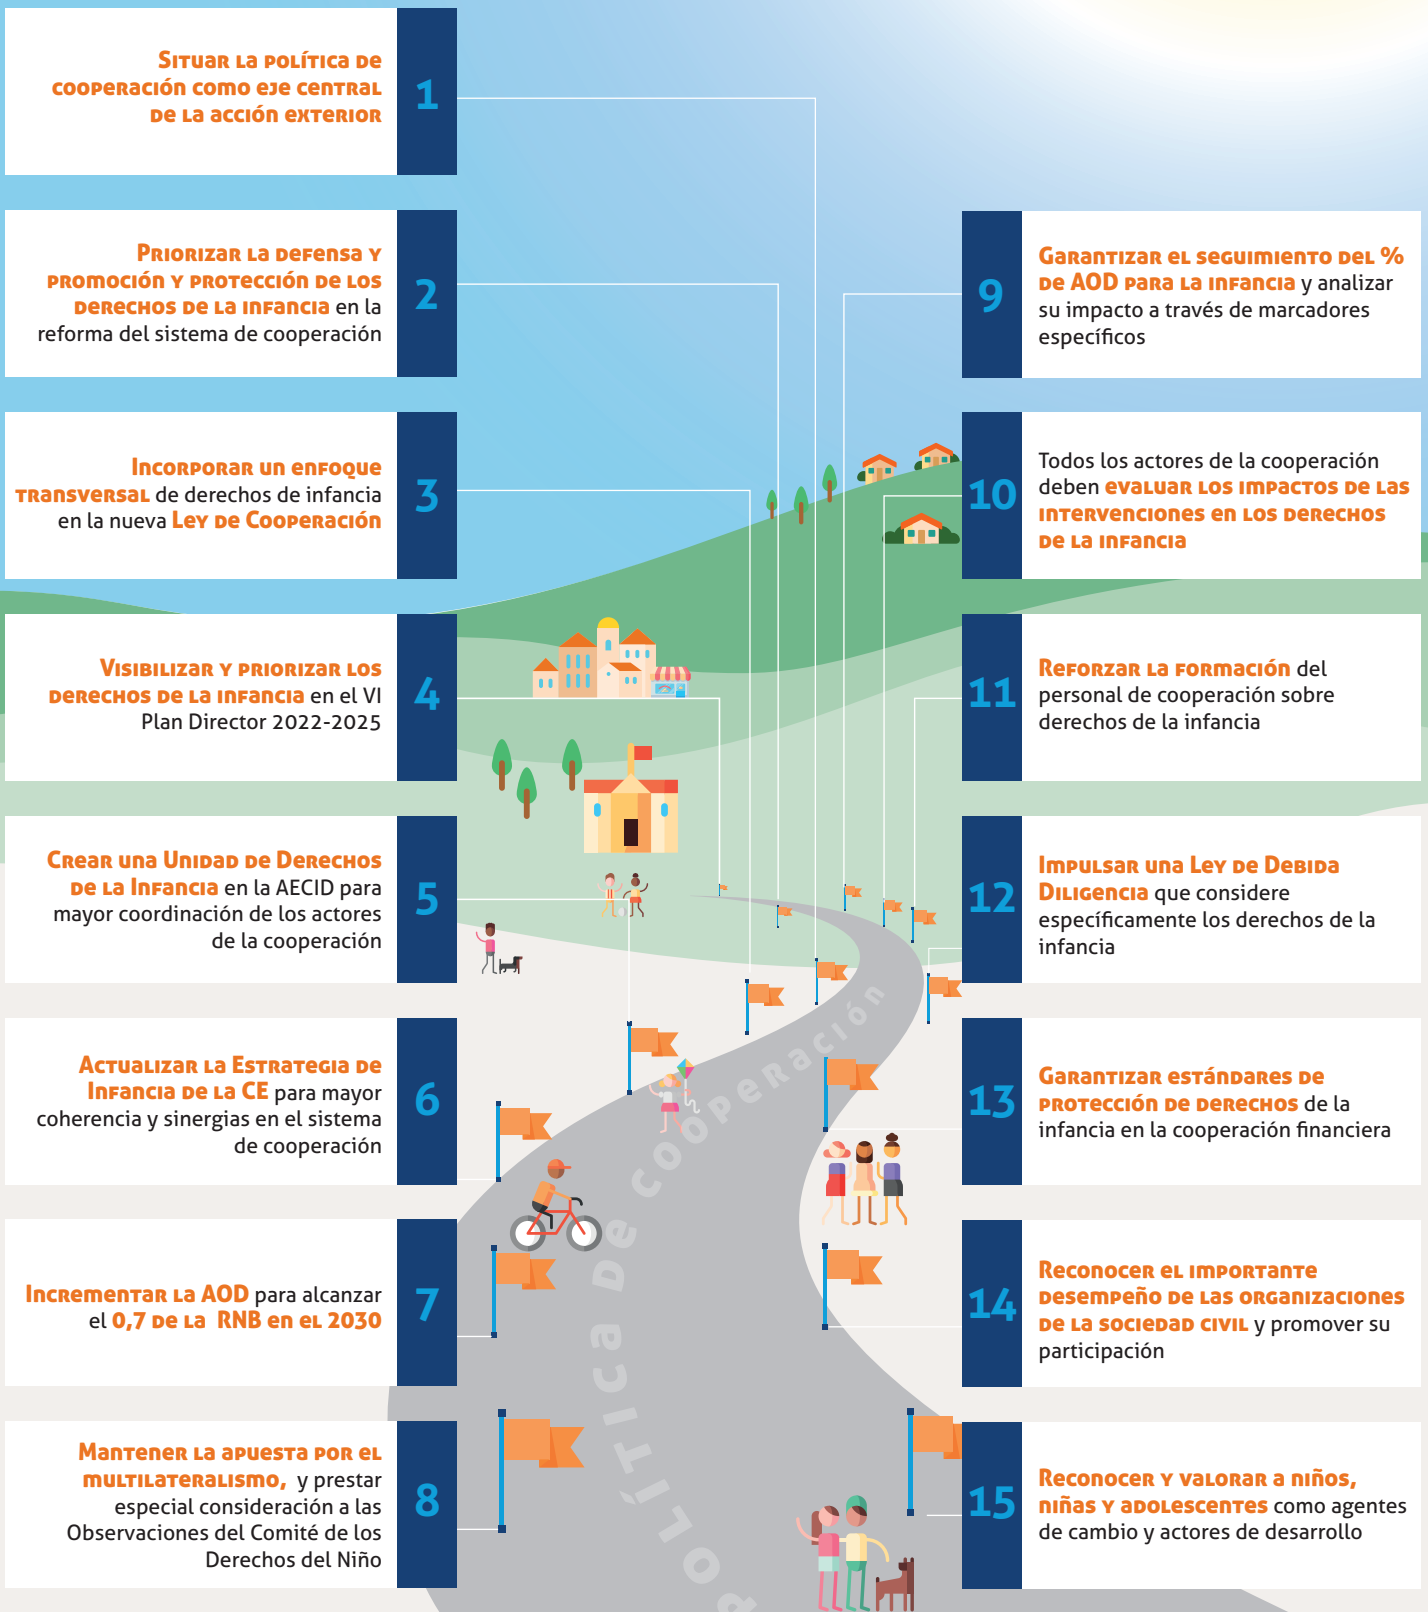 1
Situar la política de
cooperación como eje central
de la acción exterior
2
Priorizar la defensa y
promoción y protección de los
derechos de la infancia en la
reforma del sistema de cooperación
3
Incorporar un enfoque
transversal de derechos de infancia
en la nueva Ley de Cooperación
4
Visibilizar y priorizar los
derechos de la infancia en el VI
Plan Director 2022-2025
5
Crear una Unidad de Derechos
de la Infancia en la AECID para
mayor coordinación de los actores
de la cooperación
6
Actualizar la Estrategia de
Infancia de la CE para mayor
coherencia y sinergias en el sistema
de cooperación
7
Incrementar la AOD para alcanzar
el 0,7 de la RNB en el 2030
8
Mantener la apuesta por el
multilateralismo, y prestar
especial consideración a las
Observaciones del Comité de los
Derechos del Niño
9
Garantizar el seguimiento del %
de AOD para la infancia y analizar
su impacto a través de marcadores
específicos
10
Todos los actores de la cooperación
deben evaluar los impactos de las
intervenciones en los derechos
de la infancia
11
Reforzar la formación del
personal de cooperación sobre
derechos de la infancia
12
Impulsar una Ley de Debida
Diligencia que considere
específicamente los derechos de la
infancia
13
Garantizar estándares de
protección de derechos de la
infancia en la cooperación financiera
14
Reconocer el importante
desempeño de las organizaciones
de la sociedad civil y promover su
participación
15
Reconocer y valorar a niños,
niñas y adolescentes como agentes
de cambio y actores de desarrollo
Política de cooperación